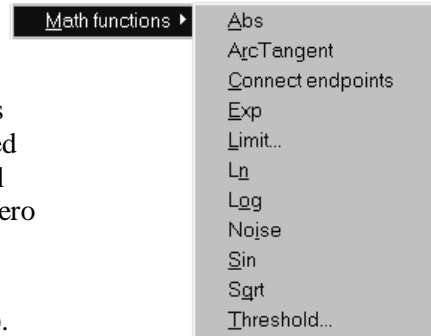 Math functions
Abs
ArcTangent
Connect endpoints
Exp
Limit...
Ln
Log
Noise
Sin
Sqrt
Threshold...